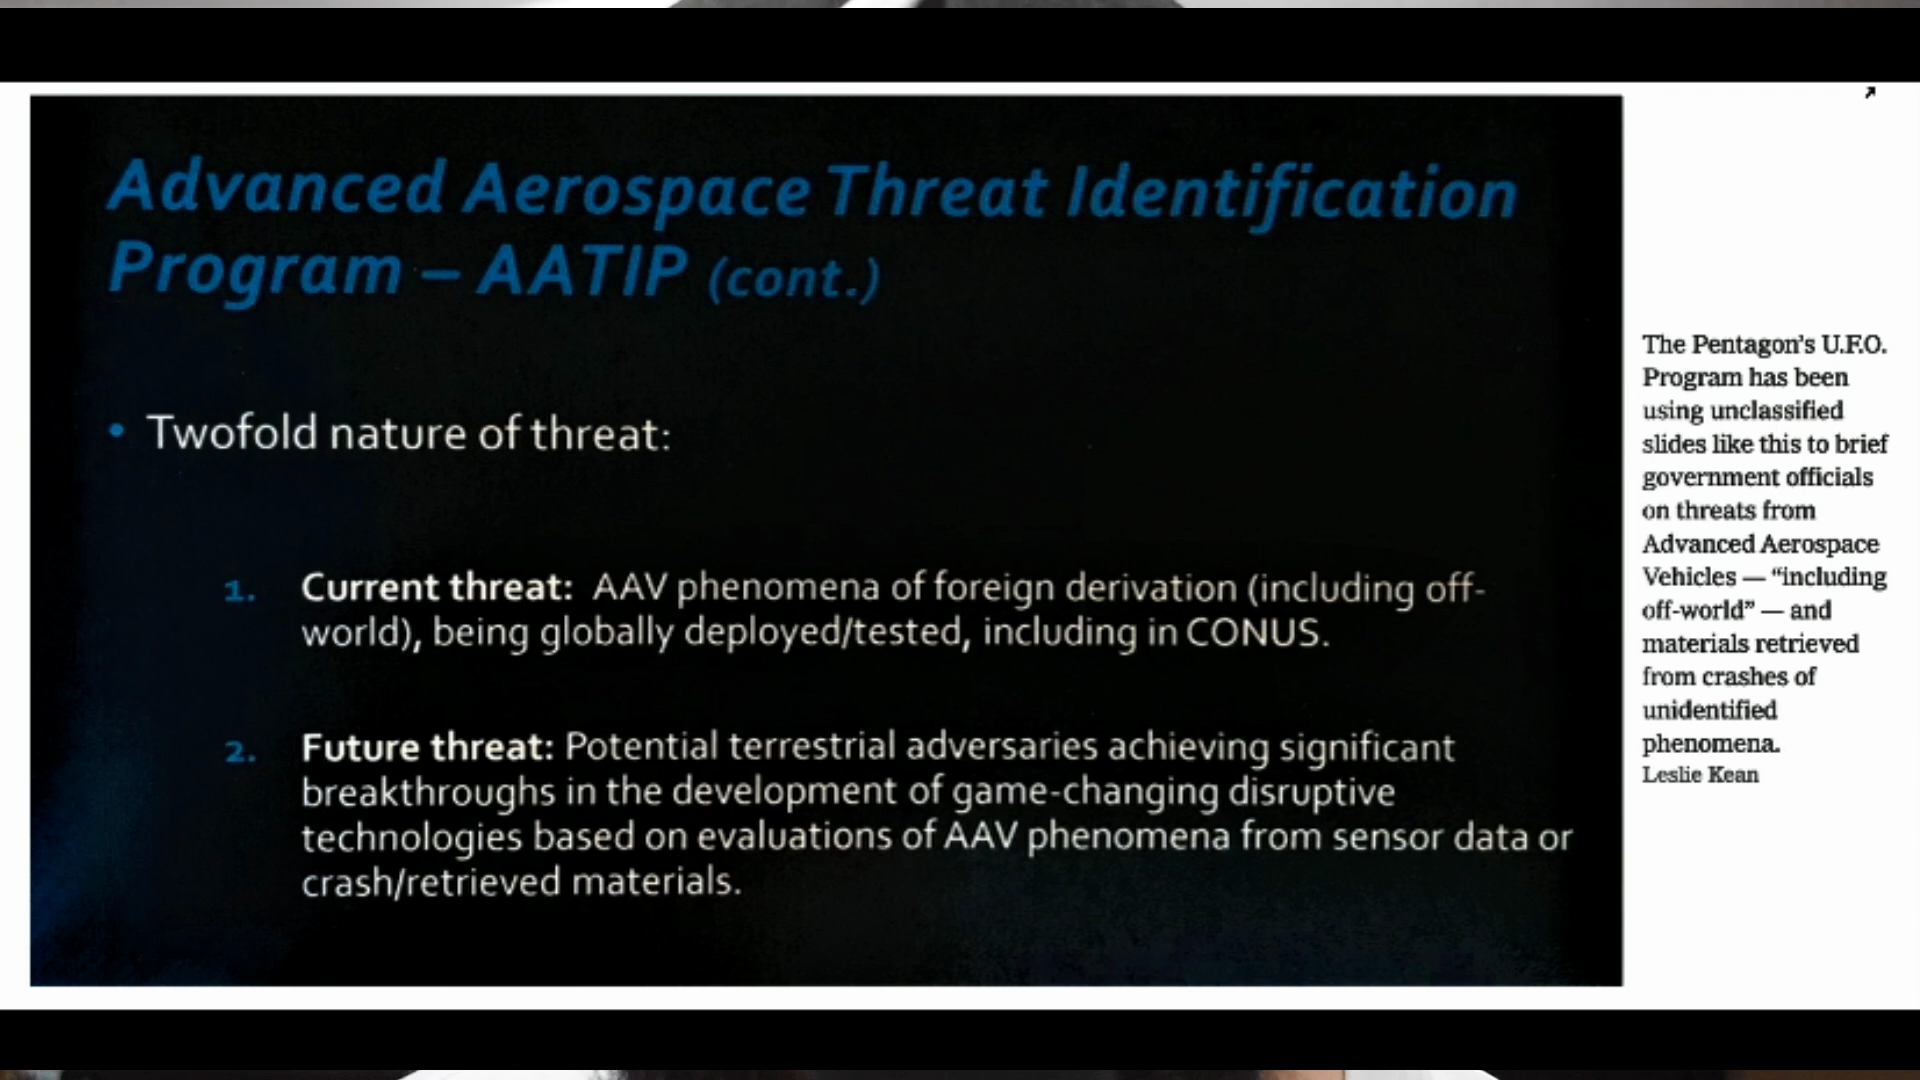 Advanced Aerospace Threat Identification
Program – AATIP (cont.)
• Twofold nature of threat:
1. Current threat: AAV phenomena of foreign derivation (including off-
world), being globally deployed/tested, including in CONUS.
2. Future threat: Potential terrestrial adversaries achieving significant
breakthroughs in the development of game-changing disruptive
technologies based on evaluations of AAV phenomena from sensor data or
crash/retrieved materials.
The Pentagon’s U.F.O.
Program has been
using unclassified
slides like this to brief
government officials
on threats from
Advanced Aerospace
Vehicles — “including
off-world” — and
materials retrieved
from crashes of
unidentified
phenomena.
Leslie Kean